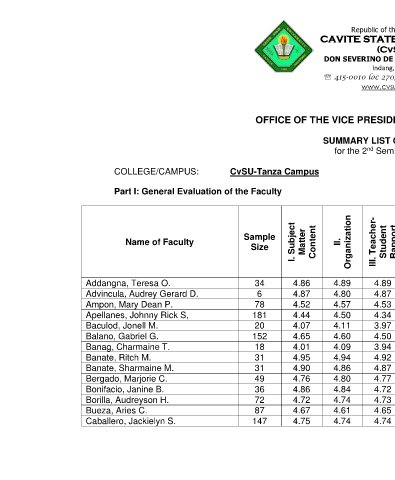 Republic of the
CAVITE STATE
(CvS
DON SEVERINO DE
Indang,
☏ 415-0010 loc 270,
www.cvs
OFFICE OF THE VICE PRESIDE
SUMMARY LIST
for the 2nd Sem
COLLEGE/CAMPUS: CvSU-Tanza Campus
Part I: General Evaluation of the Faculty
Name of Faculty Sample Size I. Subject Matter Content II. Organization III. Teacher-Student Rapport
Addangna, Teresa O. 34 4.86 4.89 4.89
Advincula, Audrey Gerard D. 6 4.87 4.80 4.87
Ampon, Mary Dean P. 78 4.52 4.57 4.53
Apellanes, Johnny Rick S, 181 4.44 4.50 4.34
Baculod, Jonell M. 20 4.07 4.11 3.97
Balano, Gabriel G. 152 4.65 4.60 4.50
Banag, Charmaine T. 18 4.01 4.09 3.94
Banate, Ritch M. 31 4.95 4.94 4.92
Banate, Sharmaine M. 31 4.90 4.86 4.87
Bergado, Marjorie C. 49 4.76 4.80 4.77
Bonifacio, Janine B. 36 4.86 4.84 4.72
Borilla, Audreyson H. 72 4.72 4.74 4.73
Bueza, Aries C. 87 4.67 4.61 4.65
Caballero, Jackielyn S. 147 4.75 4.74 4.74